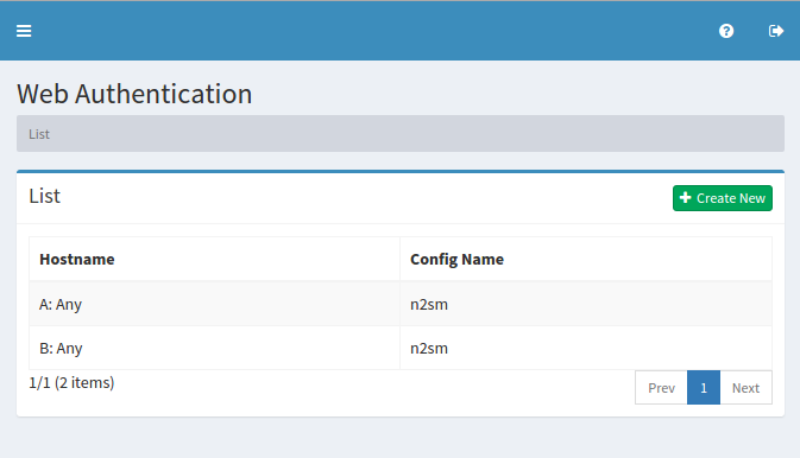 Web Authentication
List
List
Create New
Hostname Config Name
A: Any n2sm
B: Any n2sm
1/1 (2 items)
Prev 1 Next